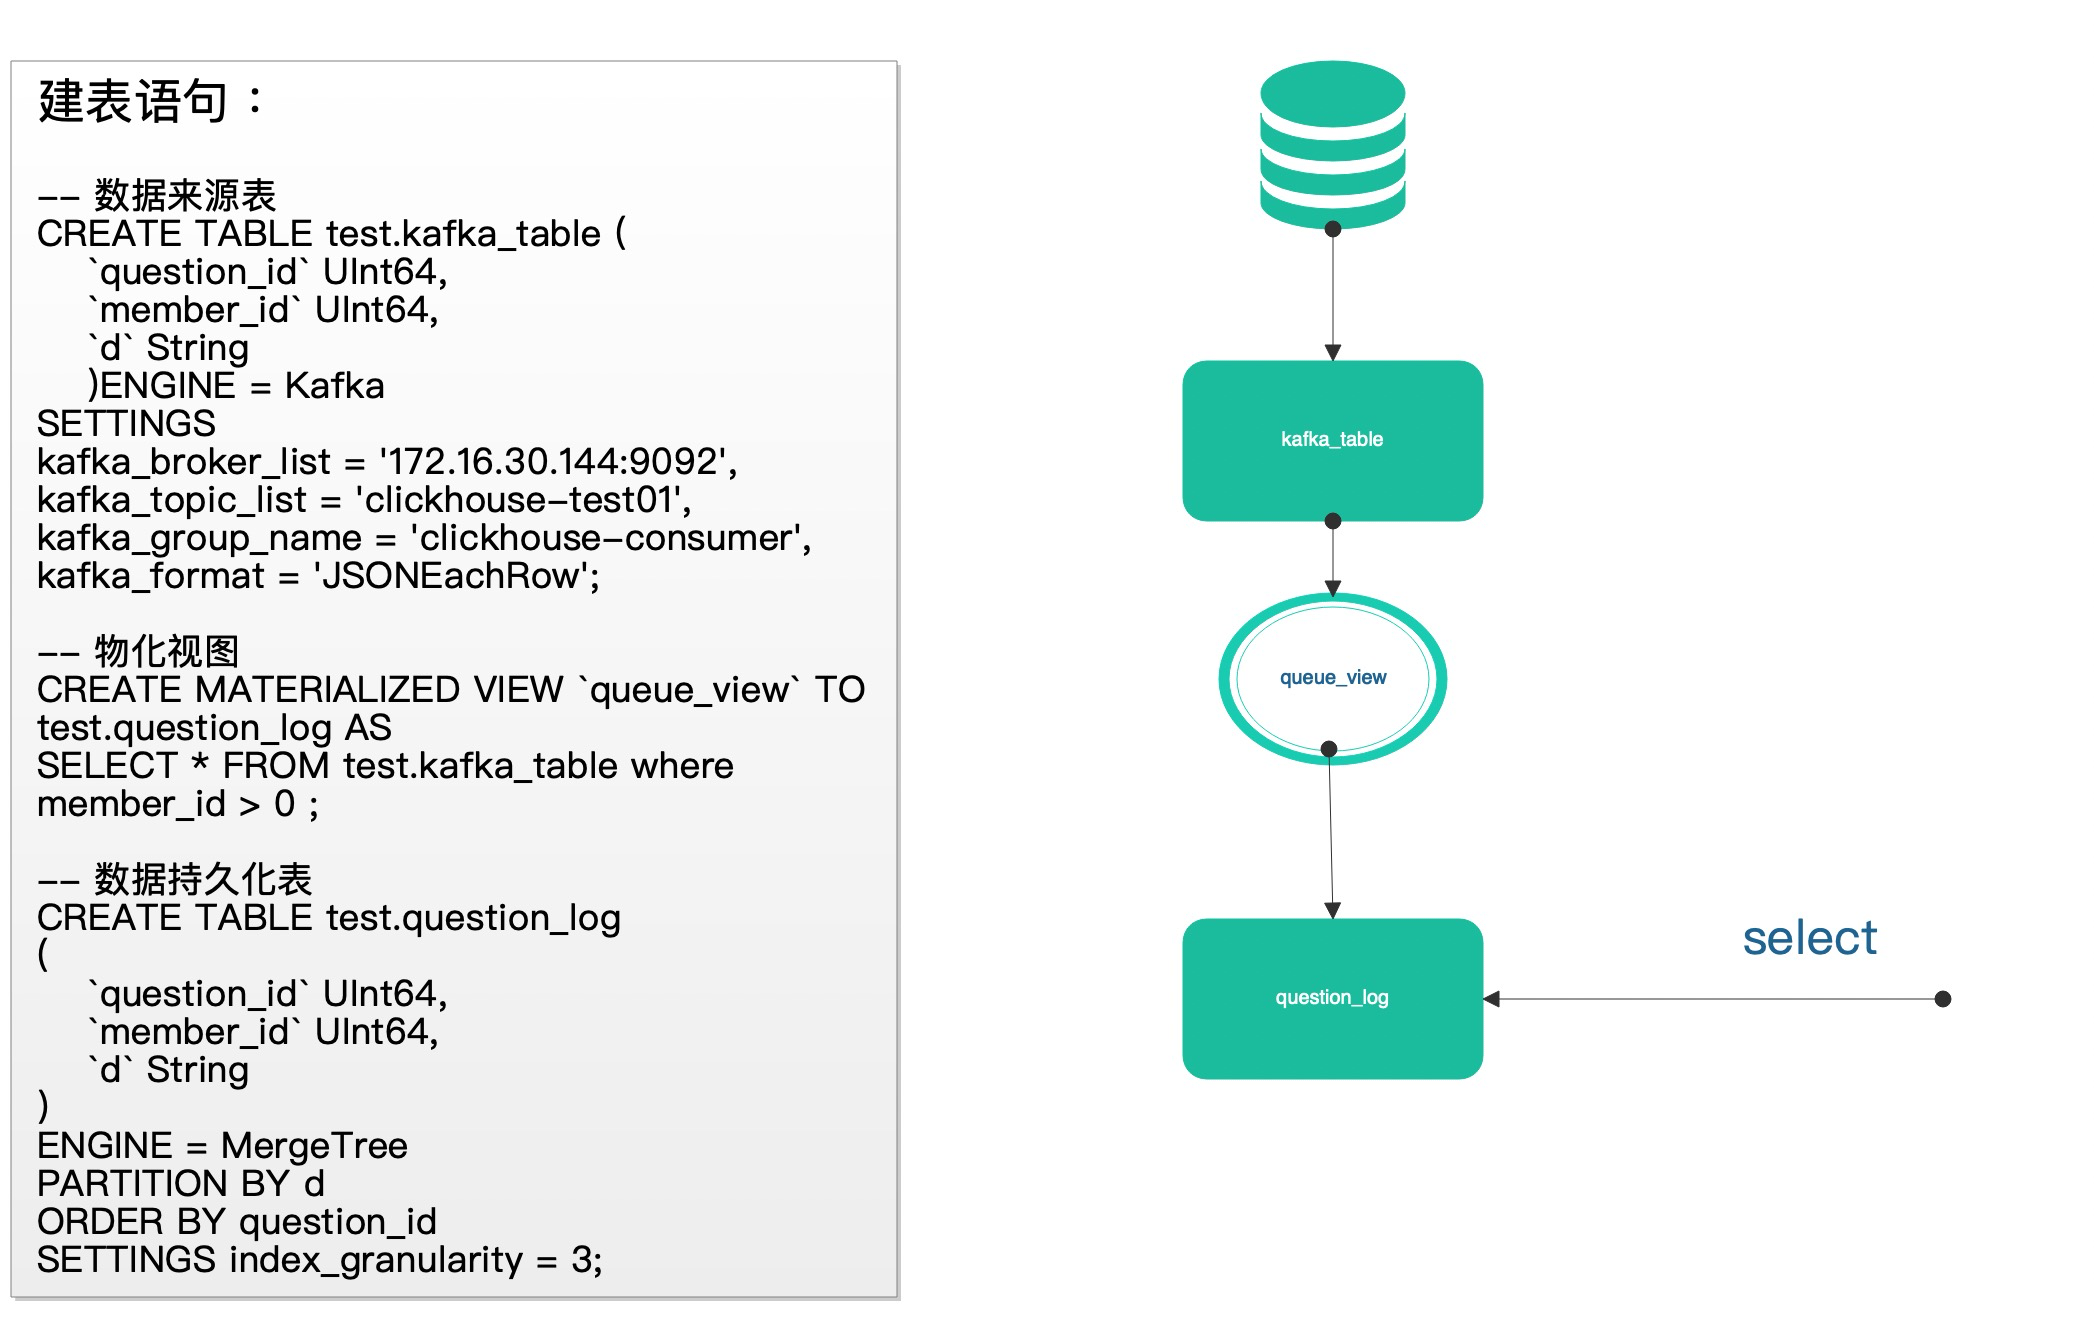 建表语句：
-- 数据来源表
CREATE TABLE test.kafka_table (
`question_id` UInt64,
`member_id` UInt64,
`d` String
)ENGINE = Kafka
SETTINGS
kafka_broker_list = '172.16.30.144:9092',
kafka_topic_list = 'clickhouse-test01',
kafka_group_name = 'clickhouse-consumer',
kafka_format = 'JSONEachRow';
-- 物化视图
CREATE MATERIALIZED VIEW `queue_view` TO
test.question_log AS
SELECT * FROM test.kafka_table where
member_id > 0 ;
-- 数据持久化表
CREATE TABLE test.question_log
(
`question_id` UInt64,
`member_id` UInt64,
`d` String
)
ENGINE = MergeTree
PARTITION BY d
ORDER BY question_id
SETTINGS index_granularity = 3;
kafka_table
queue_view
question_log
select